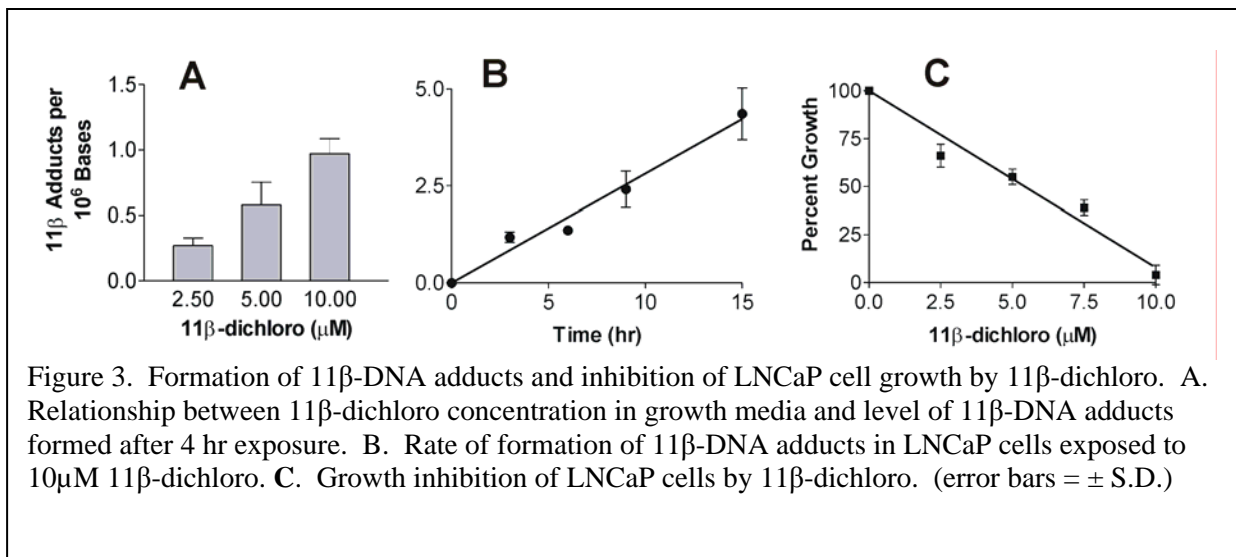 A
B
C
11β Adducts per
10⁶ Bases
1.5
1.0
0.5
0.0
2.50 5.00 10.00
11β-dichloro (μM)
5.0
2.5
0.0
0 5 10 15
Time (hr)
Percent Growth
100
75
50
25
0
0.0 2.5 5.0 7.5 10.0
11β-dichloro (μM)
Figure 3. Formation of 11β-DNA adducts and inhibition of LNCaP cell growth by 11β-dichloro. A.
Relationship between 11β-dichloro concentration in growth media and level of 11β-DNA adducts
formed after 4 hr exposure. B. Rate of formation of 11β-DNA adducts in LNCaP cells exposed to
10μM 11β-dichloro. C. Growth inhibition of LNCaP cells by 11β-dichloro. (error bars = ± S.D.)